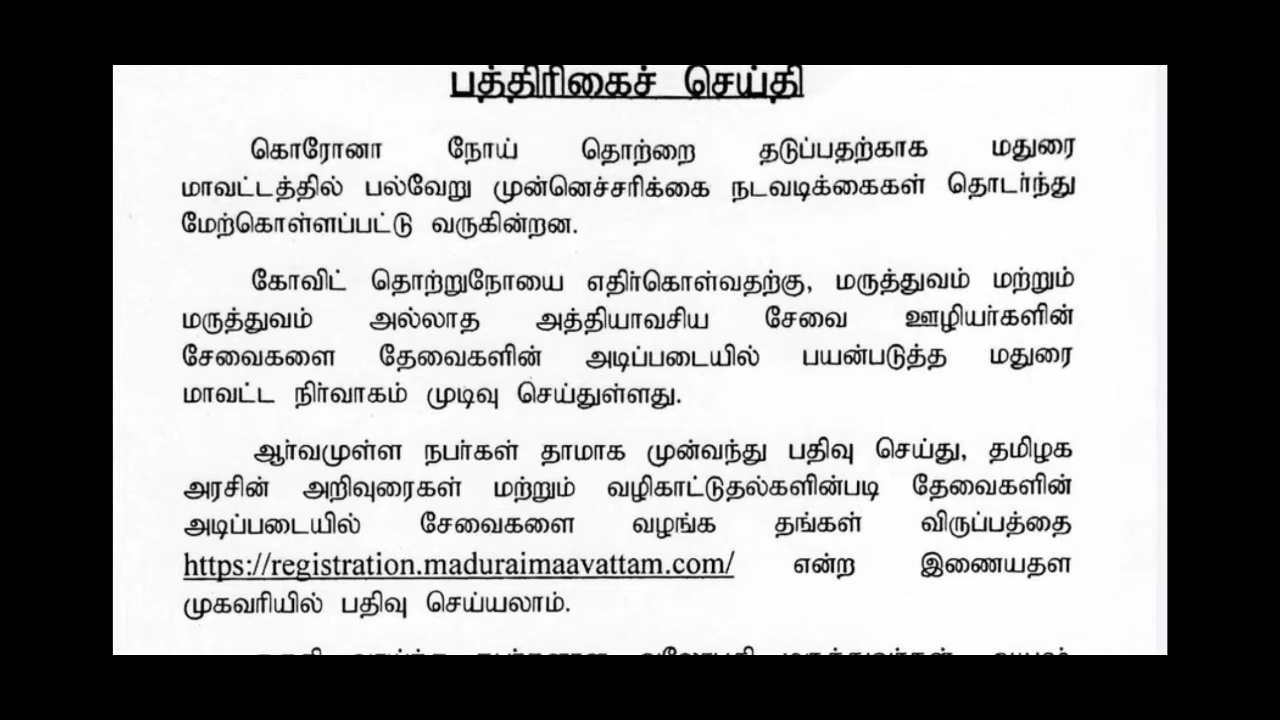 பத்திரிகைச் செய்தி
கொரோனா நோய் தொற்றை தடுப்பதற்காக மதுரை
மாவட்டத்தில் பல்வேறு முன்னெச்சரிக்கை நடவடிக்கைகள் தொடர்ந்து
மேற்கொள்ளப்பட்டு வருகின்றன.
கோவிட் தொற்றுநோயை எதிர்கொள்வதற்கு, மருத்துவம் மற்றும்
மருத்துவம் அல்லாத அத்தியாவசிய சேவை ஊழியர்களின்
சேவைகளை தேவைகளின் அடிப்படையில் பயன்படுத்த மதுரை
மாவட்ட நிர்வாகம் முடிவு செய்துள்ளது.
ஆர்வமுள்ள நபர்கள் தாமாக முன்வந்து பதிவு செய்து, தமிழக
அரசின் அறிவுரைகள் மற்றும் வழிகாட்டுதல்களின்படி தேவைகளின்
அடிப்படையில் சேவைகளை வழங்க தங்கள் விருப்பத்தை
https://registration.maduraimaavattam.com/ என்ற இணையதள
முகவரியில் பதிவு செய்யலாம்.